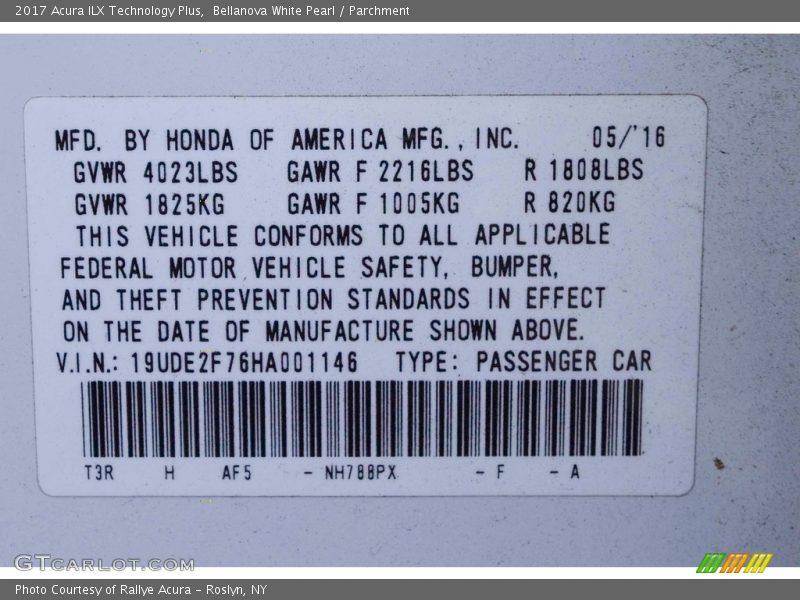 2017 Acura ILX Technology Plus, Bellanova White Pearl / Parchment
MFD. BY HONDA OF AMERICA MFG., INC. 05/'16
GVWR 4023LBS GAWR F 2216LBS R 1808LBS
GVWR 1825KG GAWR F 1005KG R 820KG
THIS VEHICLE CONFORMS TO ALL APPLICABLE
FEDERAL MOTOR VEHICLE SAFETY, BUMPER,
AND THEFT PREVENTION STANDARDS IN EFFECT
ON THE DATE OF MANUFACTURE SHOWN ABOVE.
V.I.N.: 19UDE2F76HA001146 TYPE: PASSENGER CAR
T3R H AF5 - NH788PX - F - A
GTCARLOT.COM
Photo Courtesy of Rallye Acura - Roslyn, NY